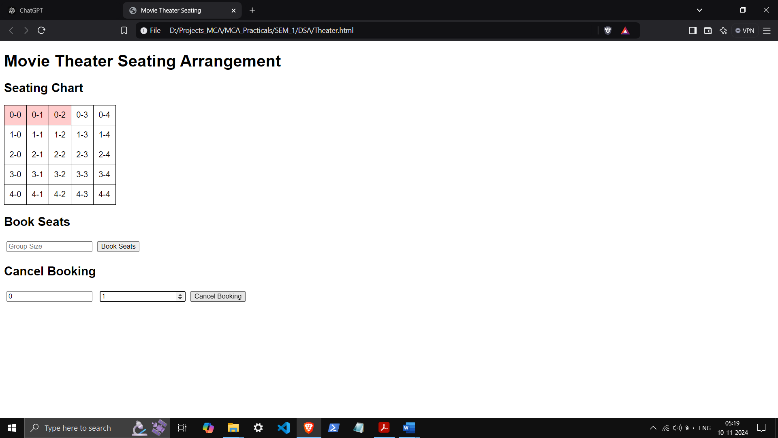 ChatGPT Movie Theater Seating
File D:/Projects MCA/MCA Practicals/SEM 1/DSA/Theater.html VPN
Movie Theater Seating Arrangement
Seating Chart
0-0 0-1 0-2 0-3 0-4
1-0 1-1 1-2 1-3 1-4
2-0 2-1 2-2 2-3 2-4
3-0 3-1 3-2 3-3 3-4
4-0 4-1 4-2 4-3 4-4
Book Seats
Group Size Book Seats
Cancel Booking
0 1 Cancel Booking
Type here to search ENG 05:19
10-11-2024